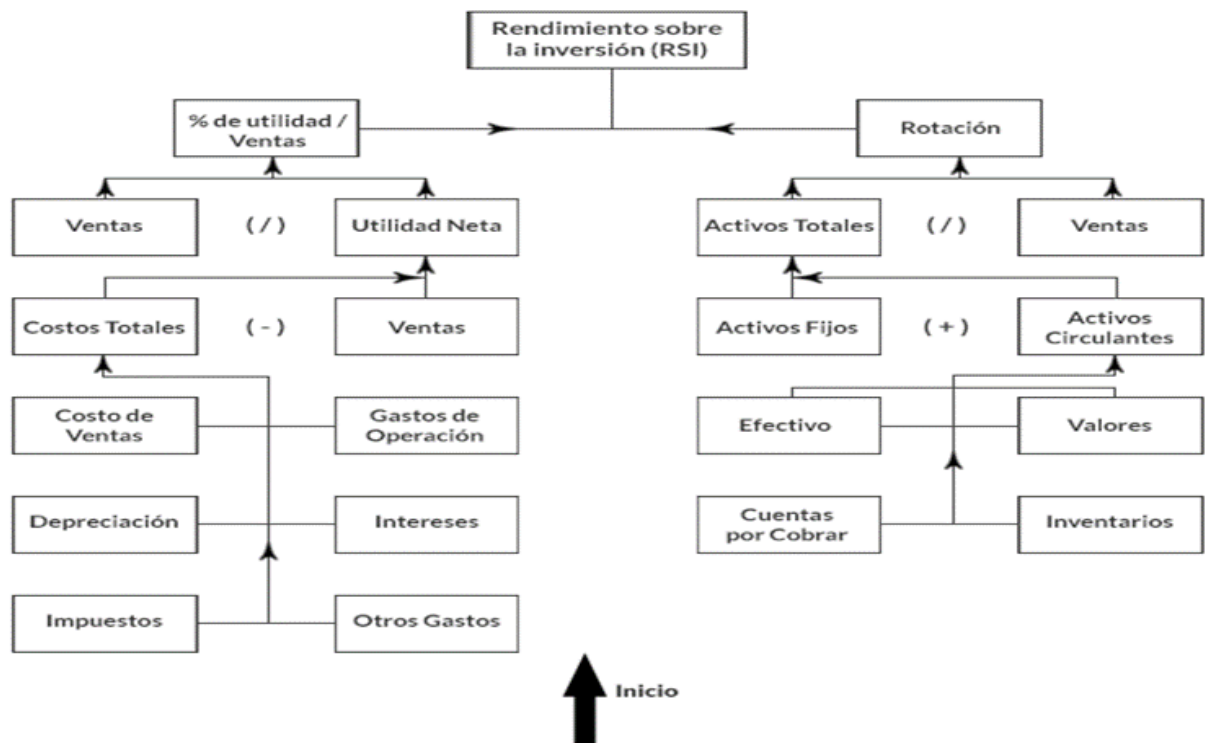 Rendimiento sobre
la inversión (RSI)
% de utilidad /
Ventas
Rotación
Ventas
( / )
Utilidad Neta
Activos Totales
( / )
Ventas
Costos Totales
( - )
Ventas
Activos Fijos
( + )
Activos
Circulantes
Costo de
Ventas
Gastos de
Operación
Efectivo
Valores
Depreciación
Intereses
Cuentas
por Cobrar
Inventarios
Impuestos
Otros Gastos
Inicio